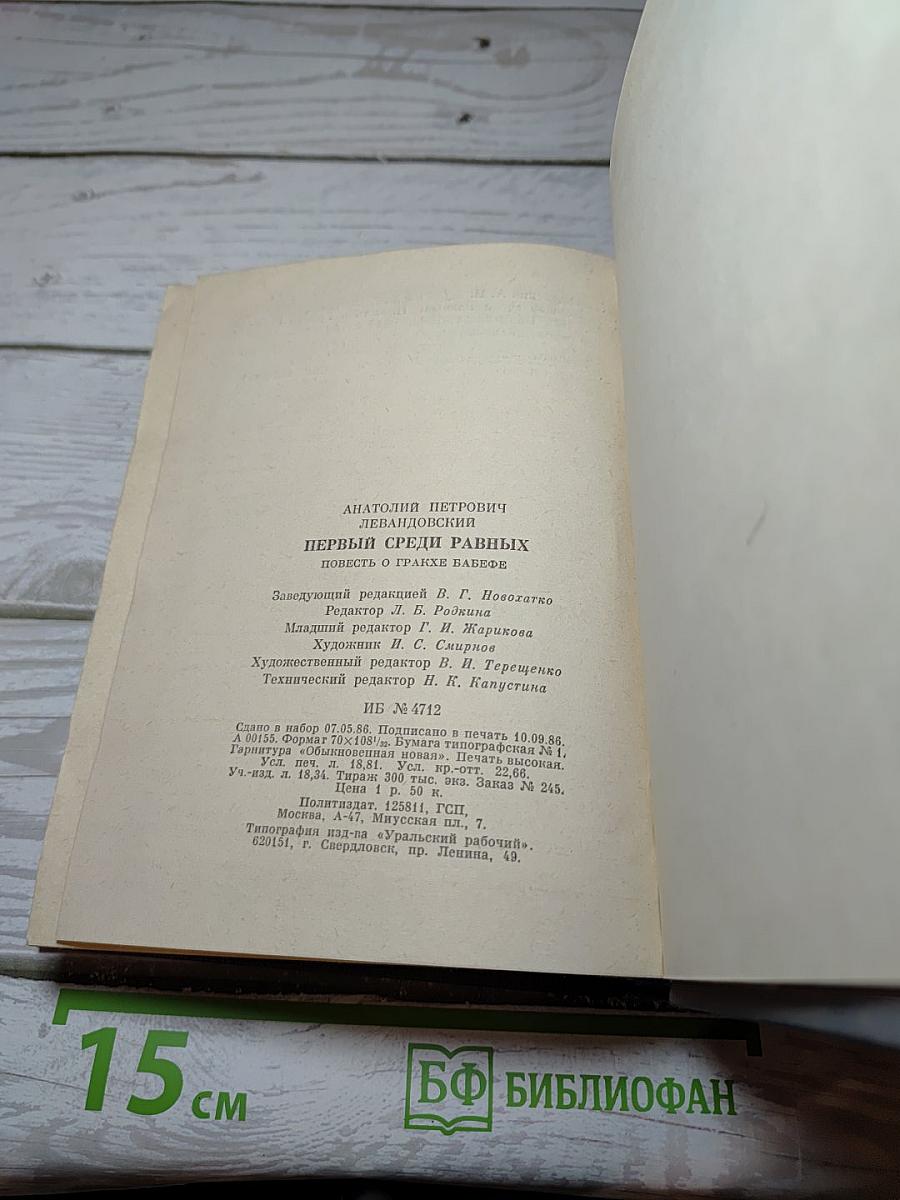 АНАТОЛИЙ ПЕТРОВИЧ
ЛЕВАНДОВСКИЙ
ПЕРВЫЙ СРЕДИ РАВНЫХ
ПОВЕСТЬ О ГРАКХЕ БАБЕФЕ
Заведующий редакцией В. Г. Новохатко
Редактор Л. Б. Родкина
Младший редактор Г. И. Жарикова
Художник И. С. Смирнов
Художественный редактор В. И. Терещенко
Технический редактор Н. К. Капустина
ИБ № 4712
Сдано в набор 07.05.86. Подписано в печать 10.09.86.
А 00155. Формат 70×108¹/₃₂. Бумага типографская № 1.
Гарнитура «Обыкновенная новая». Печать высокая.
Усл. печ. л. 18,81. Усл. кр.-отт. 22,66.
Уч.-изд. л. 18,34. Тираж 300 тыс. экз. Заказ № 245.
Цена 1 р. 50 к.
Политиздат. 125811, ГСП,
Москва, А-47, Миусская пл., 7.
Типография изд-ва «Уральский рабочий».
620151, г. Свердловск, пр. Ленина, 49.
15 см
БФ БИБЛИОФАН